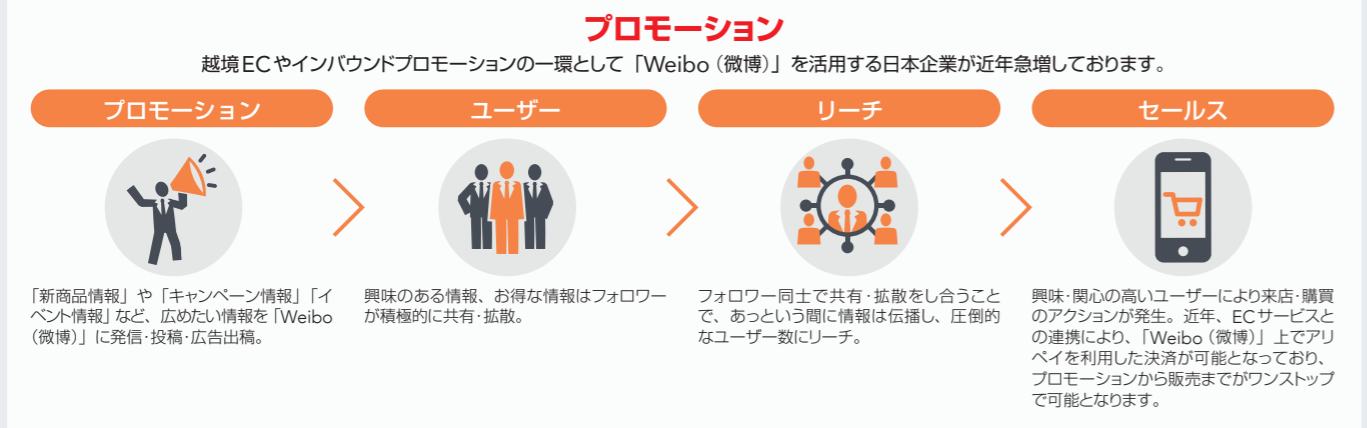 プロモーション
越境ECやインバウンドプロモーションの一環として「Weibo（微博）」を活用する日本企業が近年急増しております。
プロモーション
「新商品情報」や「キャンペーン情報」「イ
ベント情報」など、広めたい情報を「Weibo
（微博）」に発信・投稿・広告出稿。
ユーザー
興味のある情報、お得な情報はフォロワー
が積極的に共有・拡散。
リーチ
フォロワー同士で共有・拡散をし合うこと
で、あっという間に情報は伝播し、圧倒的
なユーザー数にリーチ。
セールス
興味・関心の高いユーザーにより来店・購買
のアクションが発生。近年、ECサービスと
の連携により、「Weibo（微博）」上でアリ
ペイを利用した決済が可能となっており、
プロモーションから販売までがワンストップ
で可能となります。